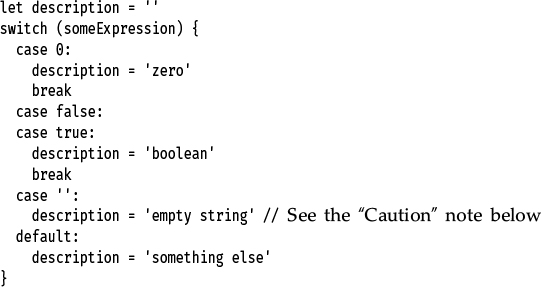 let description = ''
switch (someExpression) {
  case 0:
    description = 'zero'
    break
  case false:
  case true:
    description = 'boolean'
    break
  case '':
    description = 'empty string' // See the “Caution” note below
  default:
    description = 'something else'
}